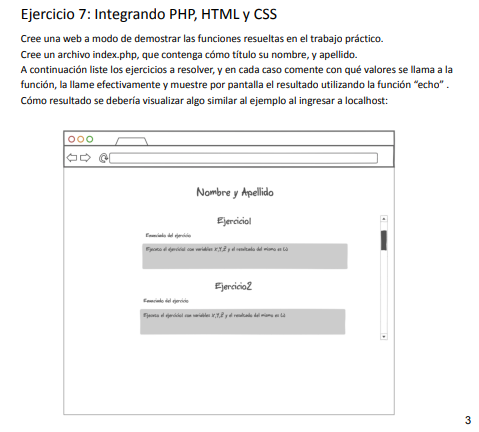 Ejercicio 7: Integrando PHP, HTML y CSS
Cree una web a modo de demostrar las funciones resueltas en el trabajo práctico.
Cree un archivo index.php, que contenga cómo título su nombre, y apellido.
A continuación liste los ejercicios a resolver, y en cada caso comente con qué valores se llama a la
función, la llame efectivamente y muestre por pantalla el resultado utilizando la función "echo" .
Cómo resultado se debería visualizar algo similar al ejemplo al ingresar a localhost:
@
Nombre y Apellido
Ejercicio1
Enunciado del ejercicio
Ejecuto el ejercicio1 con variables X,Y,Z y el resultado del mismo es Lú
Ejercicio2
Enunciado del ejercicio
Ejecuto el ejercicio2 con variables X,Y,Z y el resultado del mismo es Lú
3